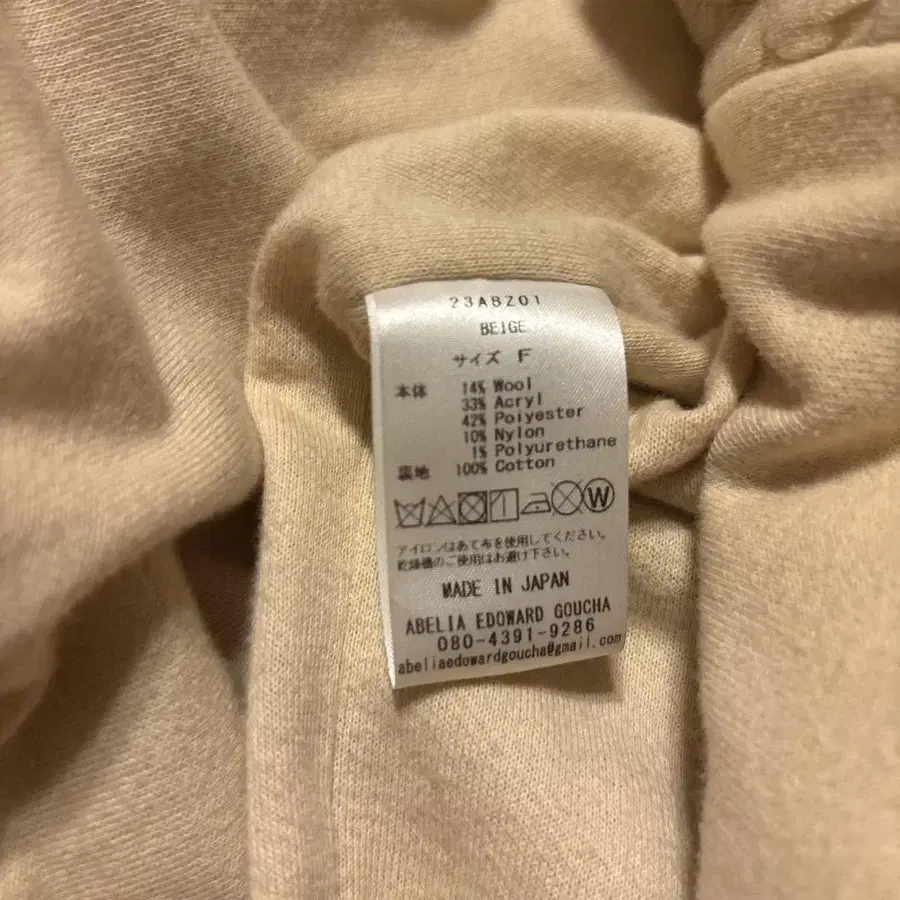 23ABZ01
BEIGE
サイズ F
本体 14% Wool
33% Acryl
42% Polyester
10% Nylon
1% Polyurethane
裏地 100% Cotton
W
アイロンはあて布を使用してください。
乾燥機のご使用はお避け下さい。
MADE IN JAPAN
ABELIA EDOWARD GOUCHA
080-4391-9286
abeliaedowardgoucha@gmail.com